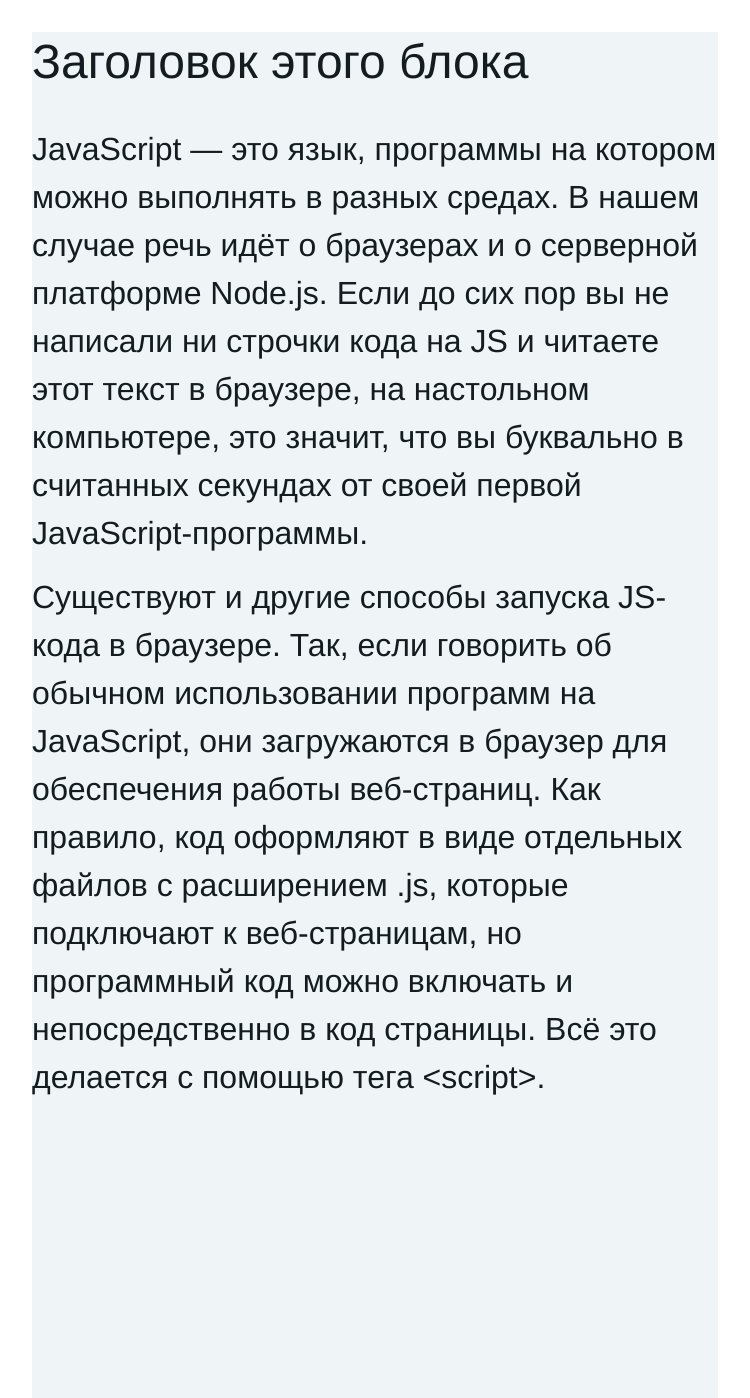 Заголовок этого блока
JavaScript — это язык, программы на котором
можно выполнять в разных средах. В нашем
случае речь идёт о браузерах и о серверной
платформе Node.js. Если до сих пор вы не
написали ни строчки кода на JS и читаете
этот текст в браузере, на настольном
компьютере, это значит, что вы буквально в
считанных секундах от своей первой
JavaScript-программы.
Существуют и другие способы запуска JS-
кода в браузере. Так, если говорить об
обычном использовании программ на
JavaScript, они загружаются в браузер для
обеспечения работы веб-страниц. Как
правило, код оформляют в виде отдельных
файлов с расширением .js, которые
подключают к веб-страницам, но
программный код можно включать и
непосредственно в код страницы. Всё это
делается с помощью тега <script>.